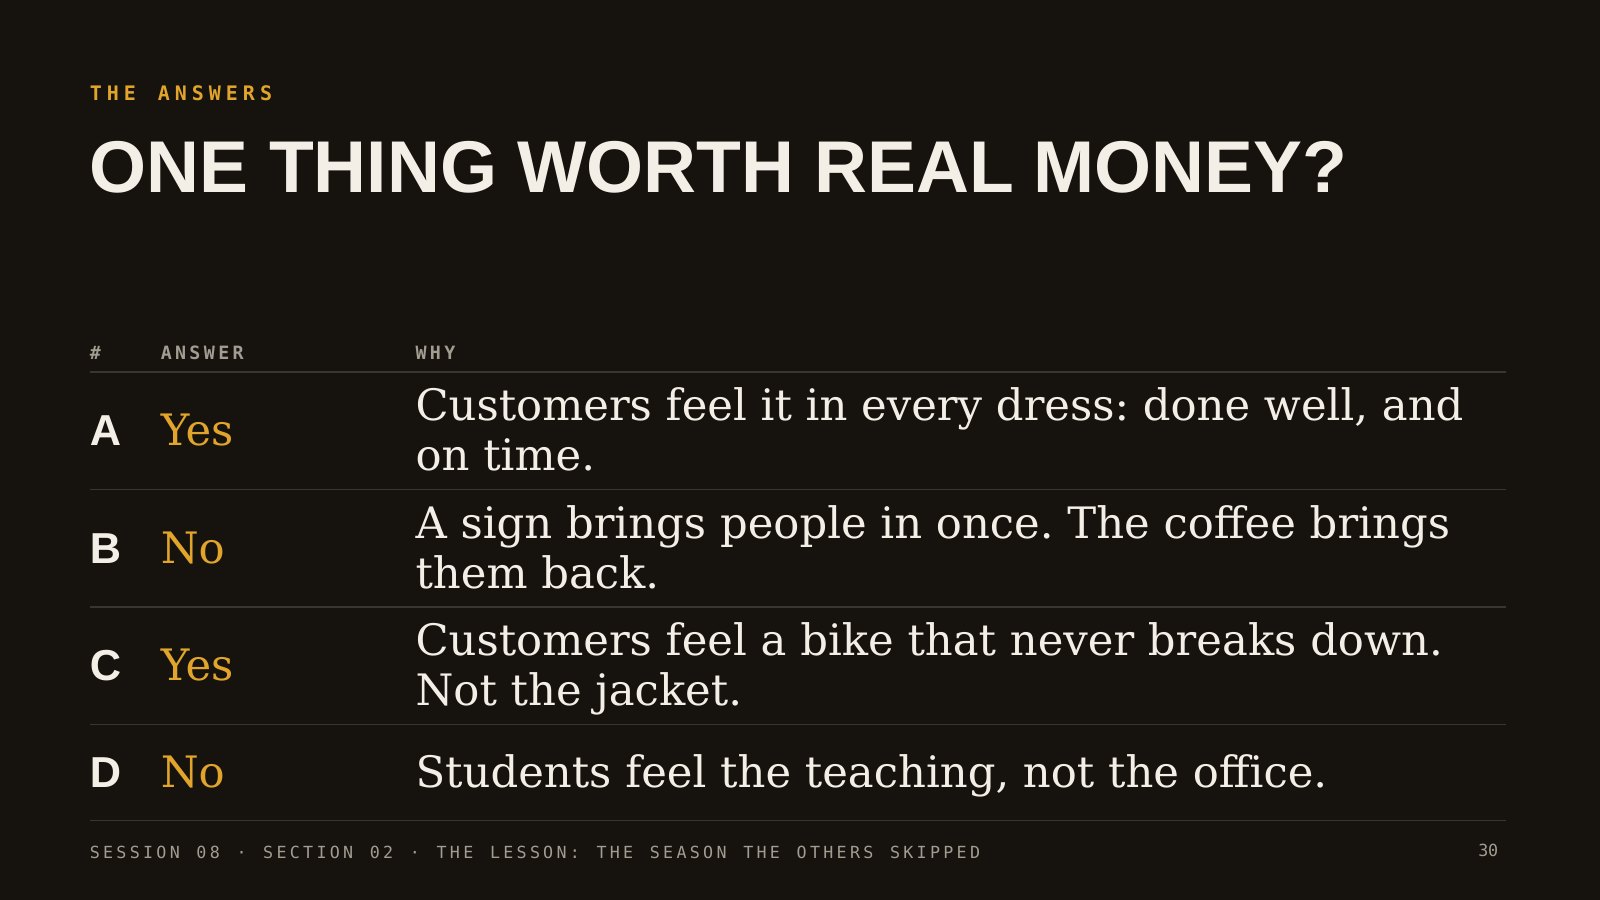 THE ANSWERS
ONE THING WORTH REAL MONEY?
# ANSWER WHY
A Yes Customers feel it in every dress: done well, and
on time.
B No A sign brings people in once. The coffee brings
them back.
C Yes Customers feel a bike that never breaks down.
Not the jacket.
D No Students feel the teaching, not the office.
SESSION 08 · SECTION 02 · THE LESSON: THE SEASON THE OTHERS SKIPPED 30